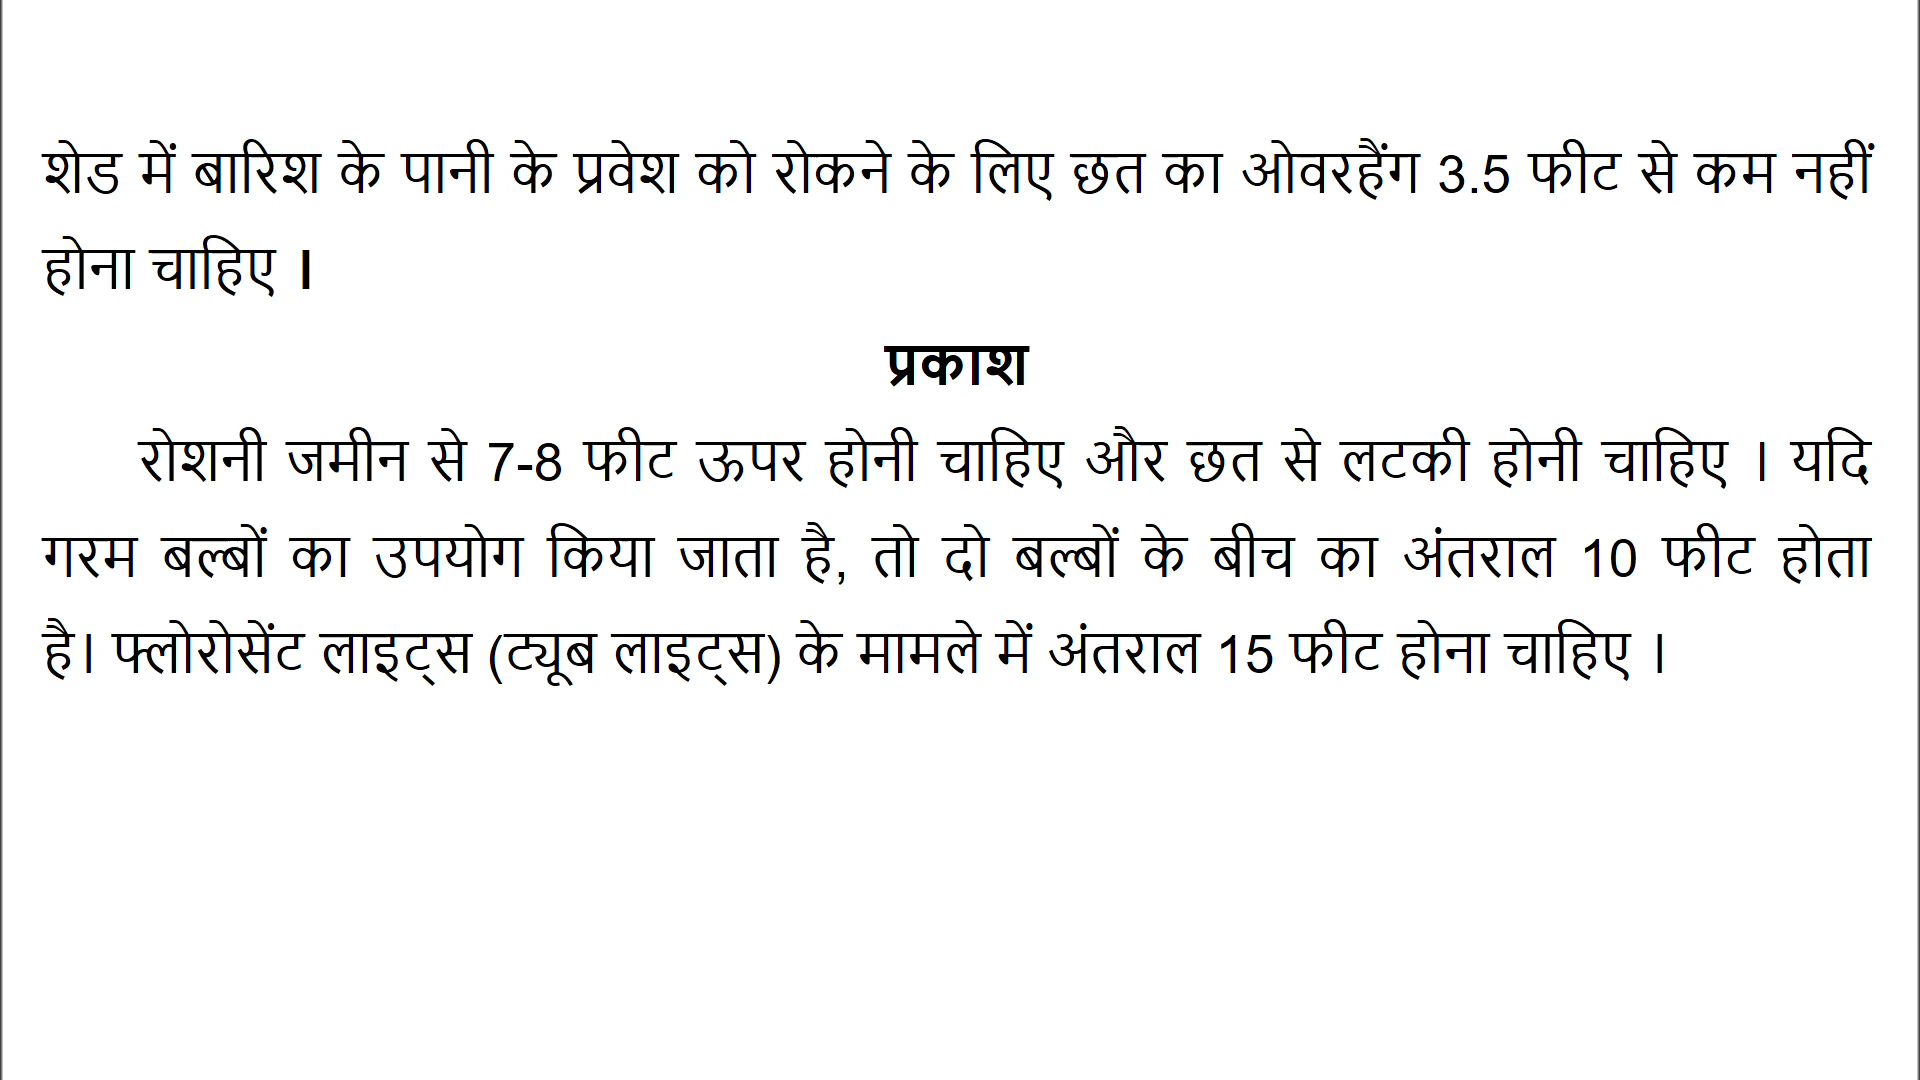 शेड में बारिश के पानी के प्रवेश को रोकने के लिए छत का ओवरहैंग 3.5 फीट से कम नहीं
होना चाहिए ।
प्रकाश
रोशनी जमीन से 7-8 फीट ऊपर होनी चाहिए और छत से लटकी होनी चाहिए । यदि
गरम बल्बों का उपयोग किया जाता है, तो दो बल्बों के बीच का अंतराल 10 फीट होता
है। फ्लोरोसेंट लाइट्स (ट्यूब लाइट्स) के मामले में अंतराल 15 फीट होना चाहिए ।